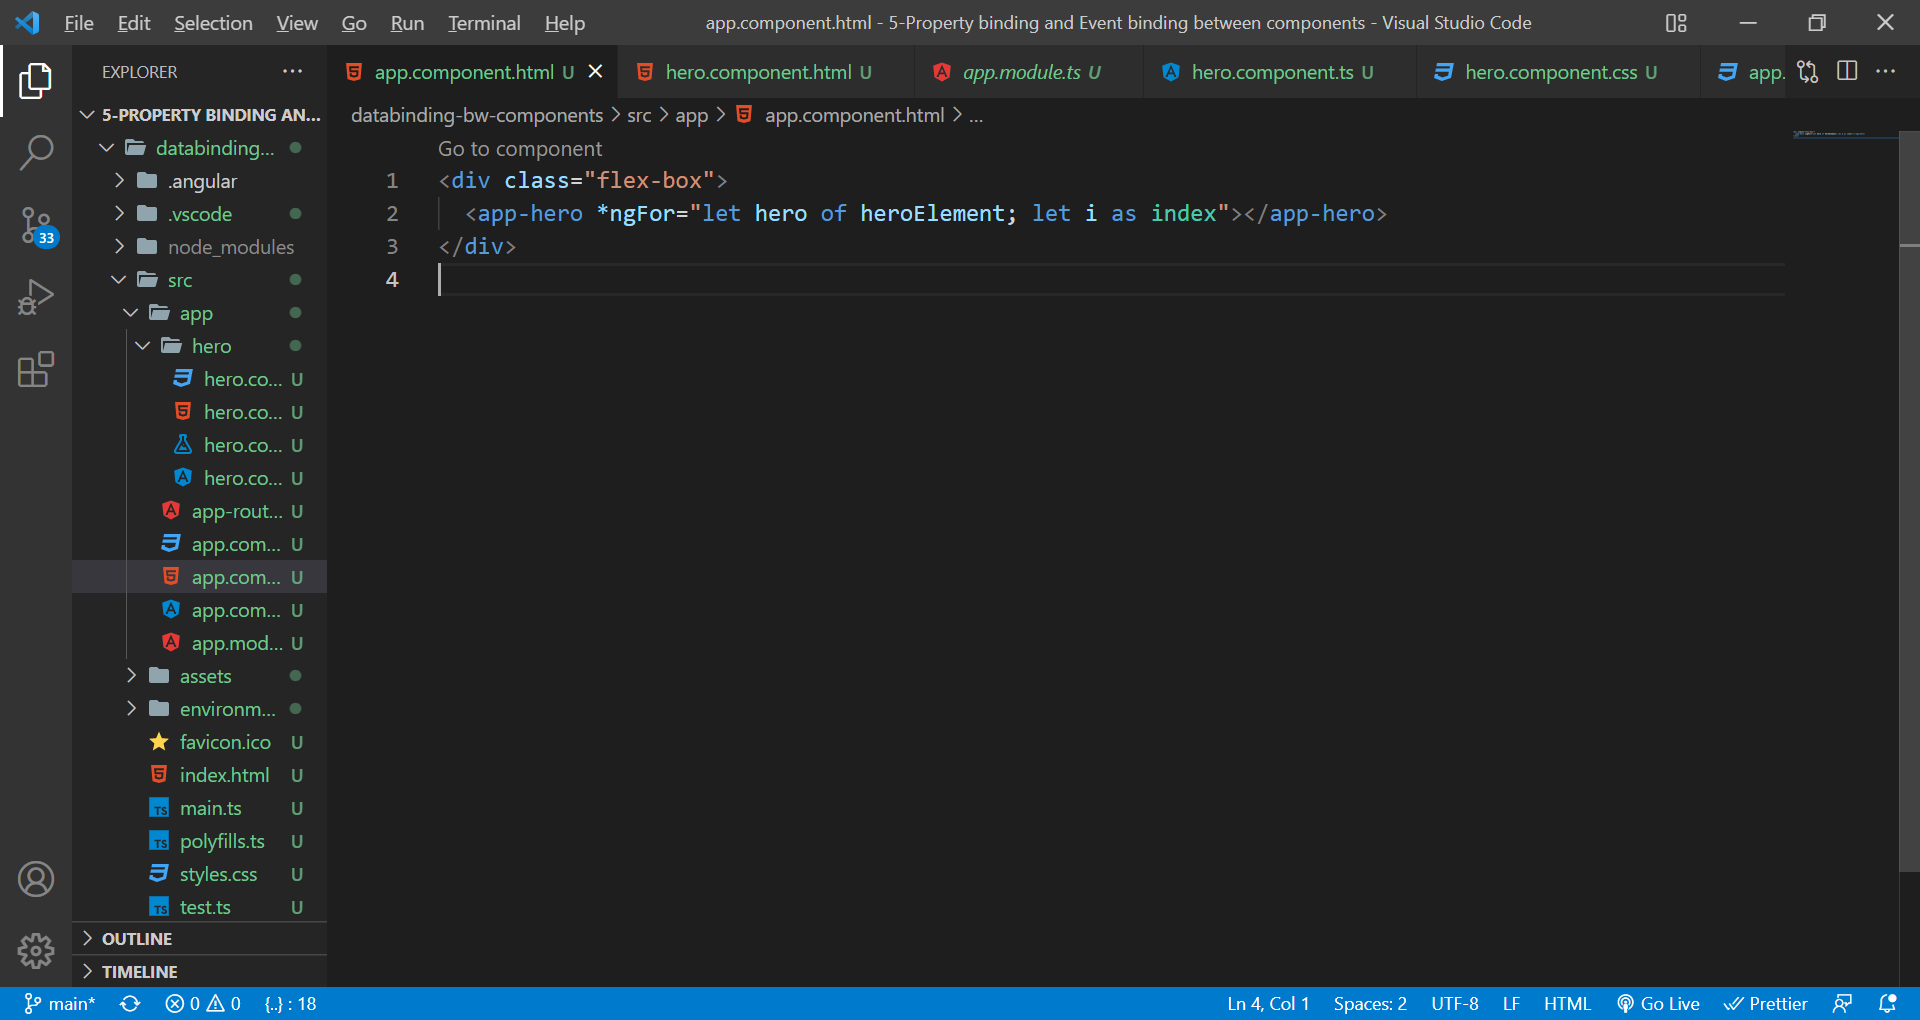 File Edit Selection View Go Run Terminal Help app.component.html - 5-Property binding and Event binding between components - Visual Studio Code
EXPLORER
app.component.html U hero.component.html U app.module.ts U hero.component.ts U hero.component.css U app.
5-PROPERTY BINDING AN...
databinding-bw-components > src > app > app.component.html > ...
databinding...
.angular
.vscode
node_modules
src
app
hero
hero.co... U
hero.co... U
hero.co... U
hero.co... U
app-rout... U
app.com... U
app.com... U
app.com... U
app.mod... U
assets
environm...
favicon.ico U
index.html U
main.ts U
polyfills.ts U
styles.css U
test.ts U
OUTLINE
TIMELINE
33
Go to component
1 <div class="flex-box">
2 <app-hero *ngFor="let hero of heroElement; let i as index"></app-hero>
3 </div>
4
main* 0 0 {..} : 18 Ln 4, Col 1 Spaces: 2 UTF-8 LF HTML Go Live Prettier